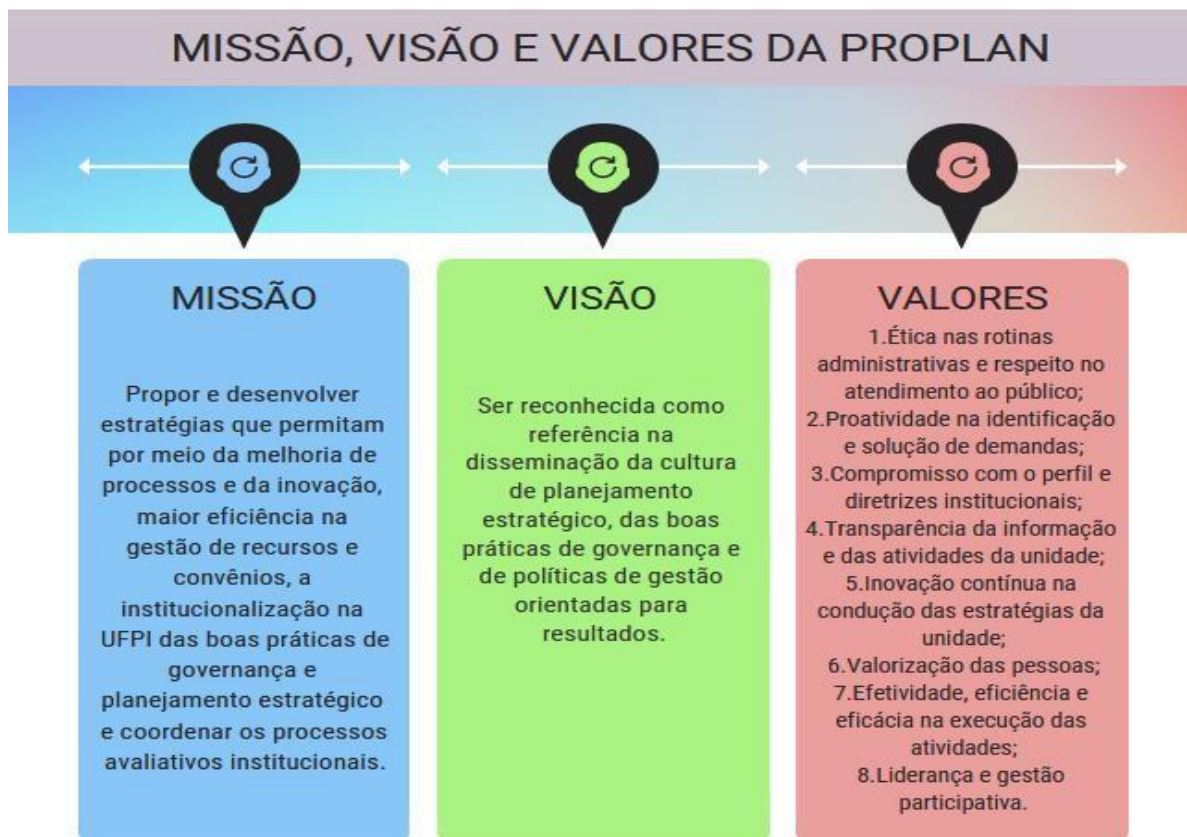 MISSÃO, VISÃO E VALORES DA PROPLAN
MISSÃO
Propor e desenvolver
estratégias que permitam
por meio da melhoria de
processos e da inovação,
maior eficiência na
gestão de recursos e
convênios, a
institucionalização na
UFPI das boas práticas de
governança e
planejamento estratégico
e coordenar os processos
avaliativos institucionais.
VISÃO
Ser reconhecida como
referência na
disseminação da cultura
de planejamento
estratégico, das boas
práticas de governança e
de políticas de gestão
orientadas para
resultados.
VALORES
1.Ética nas rotinas
administrativas e respeito no
atendimento ao público;
2.Proatividade na identificação
e solução de demandas;
3.Compromisso com o perfil e
diretrizes institucionais;
4.Transparência da informação
e das atividades da unidade;
5.Inovação contínua na
condução das estratégias da
unidade;
6.Valorização das pessoas;
7.Efetividade, eficiência e
eficácia na execução das
atividades;
8.Liderança e gestão
participativa.